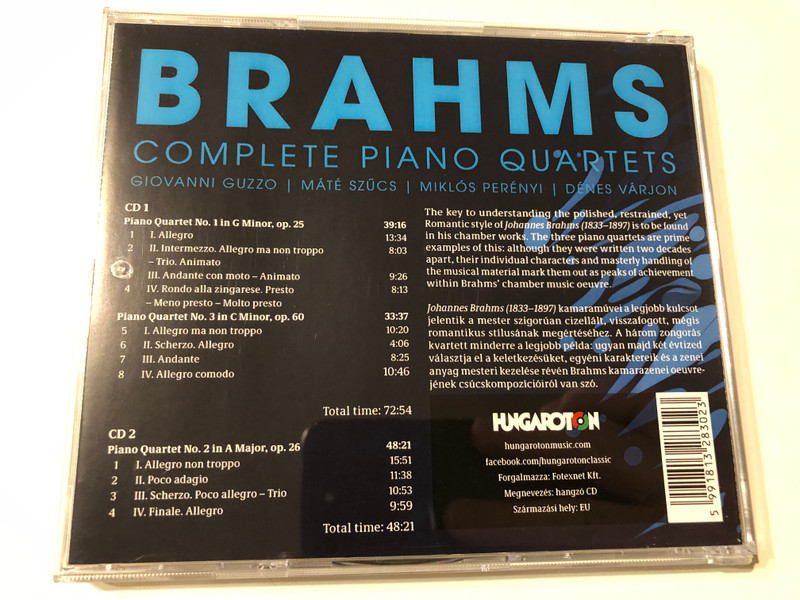 BRAHMS
COMPLETE PIANO QUARTETS
GIOVANNI GUZZO | MÁTÉ SZŰCS | MIKLÓS PERÉNYI | DÉNES VÁRJON
CD 1
Piano Quartet No. 1 in G Minor, op. 25 39:16
1 I. Allegro 13:34
2 II. Intermezzo. Allegro ma non troppo 8:03
– Trio. Animato
III. Andante con moto – Animato 9:26
4 IV. Rondo alla zingarese. Presto 8:13
– Meno presto – Molto presto
Piano Quartet No. 3 in C Minor, op. 60 33:37
5 I. Allegro ma non troppo 10:20
6 II. Scherzo. Allegro 4:06
7 III. Andante 8:25
8 IV. Allegro comodo 10:46
Total time: 72:54
CD 2
Piano Quartet No. 2 in A Major, op. 26 48:21
1 I. Allegro non troppo 15:51
2 II. Poco adagio 11:38
3 III. Scherzo. Poco allegro – Trio 10:53
4 IV. Finale. Allegro 9:59
Total time: 48:21
The key to understanding the polished, restrained, yet
Romantic style of Johannes Brahms (1833–1897) is to be found
in his chamber works. The three piano quartets are prime
examples of this: although they were written two decades
apart, their individual characters and masterly handling of
the musical material mark them out as peaks of achievement
within Brahms' chamber music oeuvre.
Johannes Brahms (1833–1897) kamaraművei a legjobb kulcsot
jelentik a mester szigorúan cizellált, visszafogott, mégis
romantikus stílusának megértéséhez. A három zongorás
kvartett minderre a legjobb példa: ugyan majd két évtized
választja el a keletkezésüket, egyéni karaktereik és a zenei
anyag mesteri kezelése révén Brahms kamarazenei oeuvre-
jének csúcskompozícióiról van szó.
HUNGAROTON
hungarotonmusic.com
facebook.com/hungarotonclassic
Forgalmazza: Fotexnet Kft.
Megnevezés: hangzó CD
Származási hely: EU
5 991813 283023